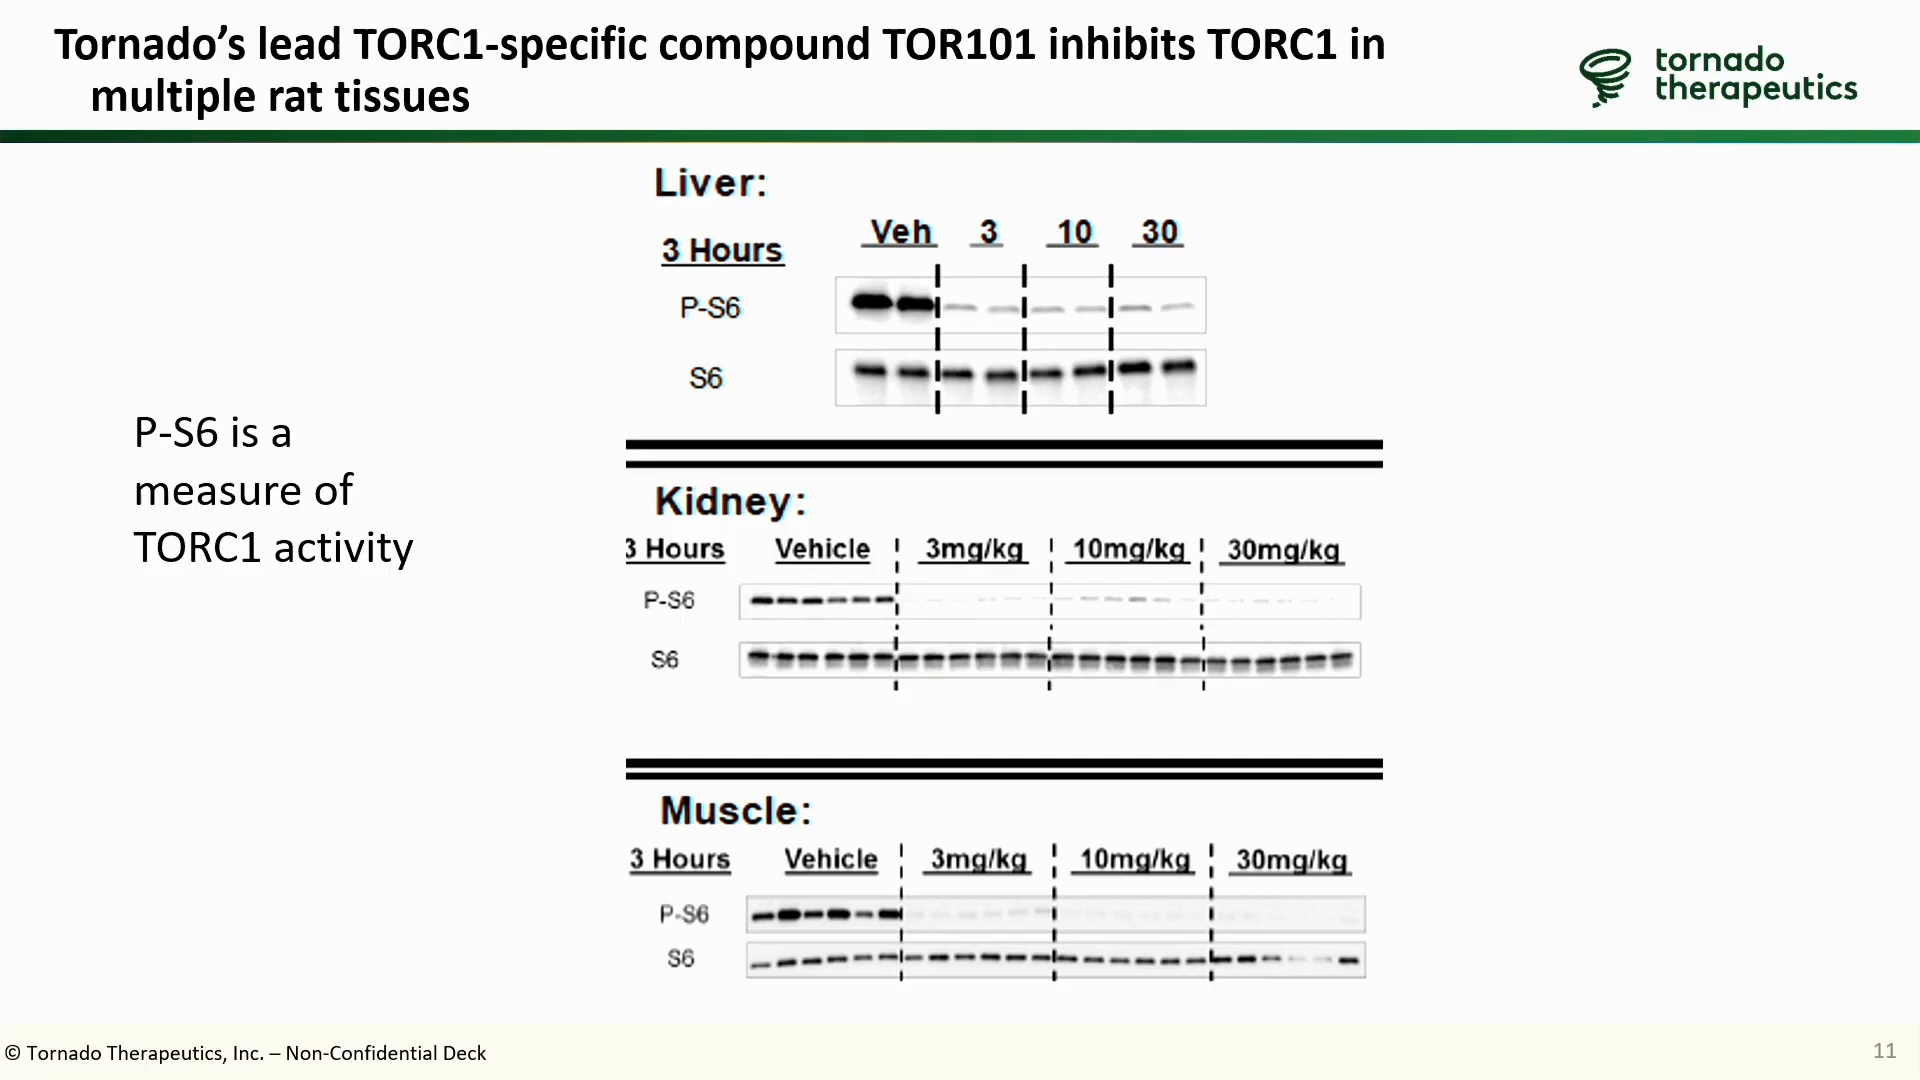 Tornado’s lead TORC1-specific compound TOR101 inhibits TORC1 in
multiple rat tissues
tornado
therapeutics
P-S6 is a
measure of
TORC1 activity
Liver:
3 Hours Veh 3 10 30
P-S6
S6
Kidney:
3 Hours Vehicle 3mg/kg 10mg/kg 30mg/kg
P-S6
S6
Muscle:
3 Hours Vehicle 3mg/kg 10mg/kg 30mg/kg
P-S6
S6
© Tornado Therapeutics, Inc. – Non-Confidential Deck
11